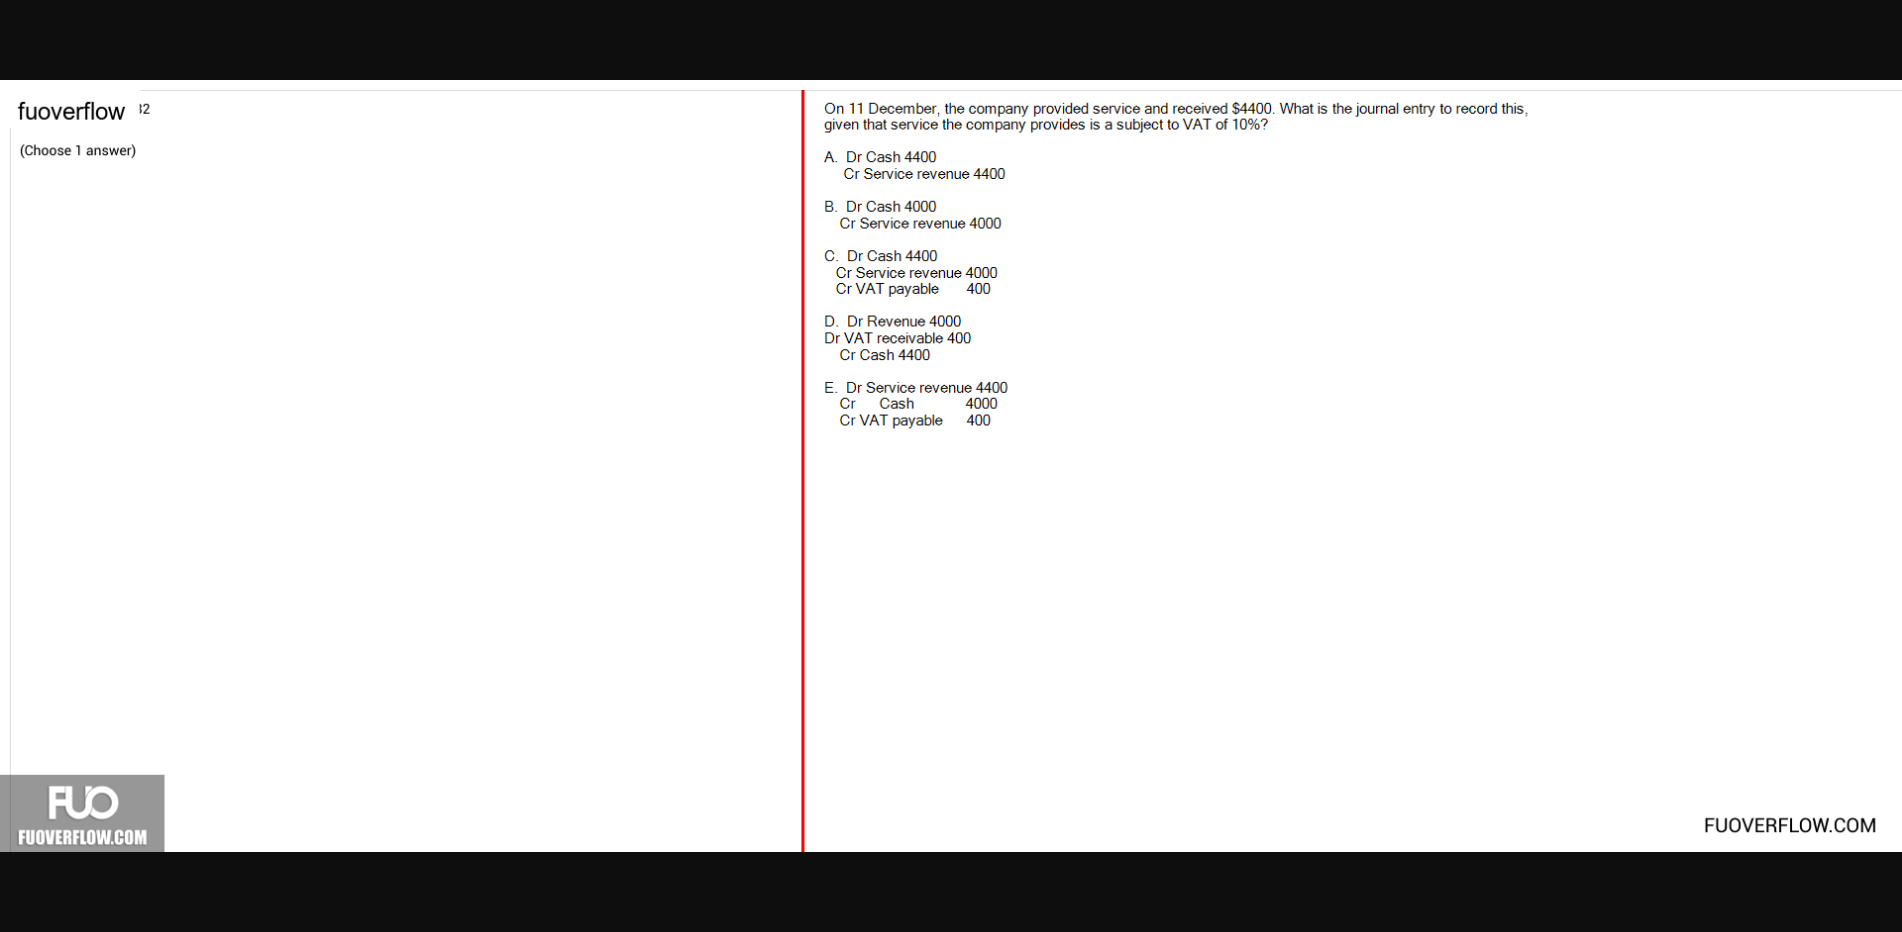 fuoverflow 32
(Choose 1 answer)
On 11 December, the company provided service and received $4400. What is the journal entry to record this,
given that service the company provides is a subject to VAT of 10%?
A. Dr Cash 4400
Cr Service revenue 4400
B. Dr Cash 4000
Cr Service revenue 4000
C. Dr Cash 4400
Cr Service revenue 4000
Cr VAT payable 400
D. Dr Revenue 4000
Dr VAT receivable 400
Cr Cash 4400
E. Dr Service revenue 4400
Cr Cash 4000
Cr VAT payable 400
FUO
FUOVERFLOW.COM
FUOVERFLOW.COM